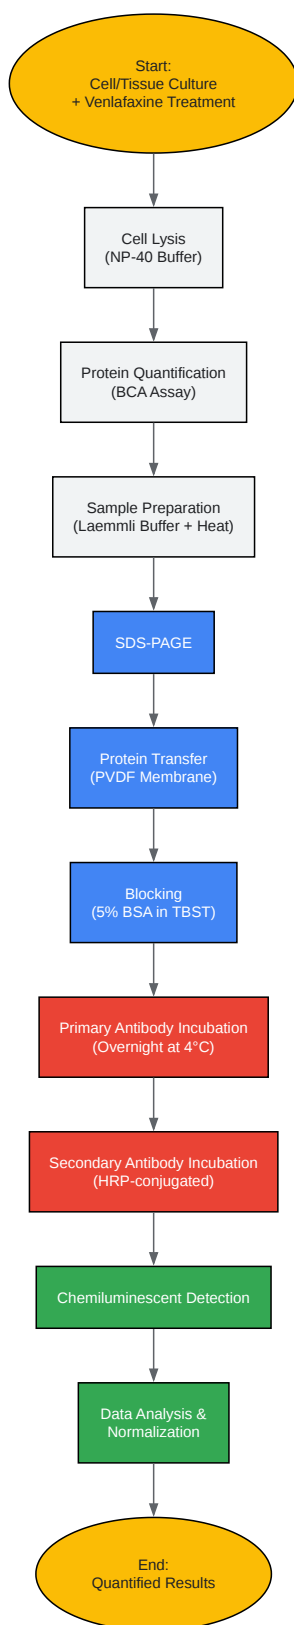 Start:
Cell/Tissue Culture
+ Venlafaxine Treatment
Cell Lysis
(NP-40 Buffer)
Protein Quantification
(BCA Assay)
Sample Preparation
(Laemmli Buffer + Heat)
SDS-PAGE
Protein Transfer
(PVDF Membrane)
Blocking
(5% BSA in TBST)
Primary Antibody Incubation
(Overnight at 4°C)
Secondary Antibody Incubation
(HRP-conjugated)
Chemiluminescent Detection
Data Analysis &
Normalization
End:
Quantified Results